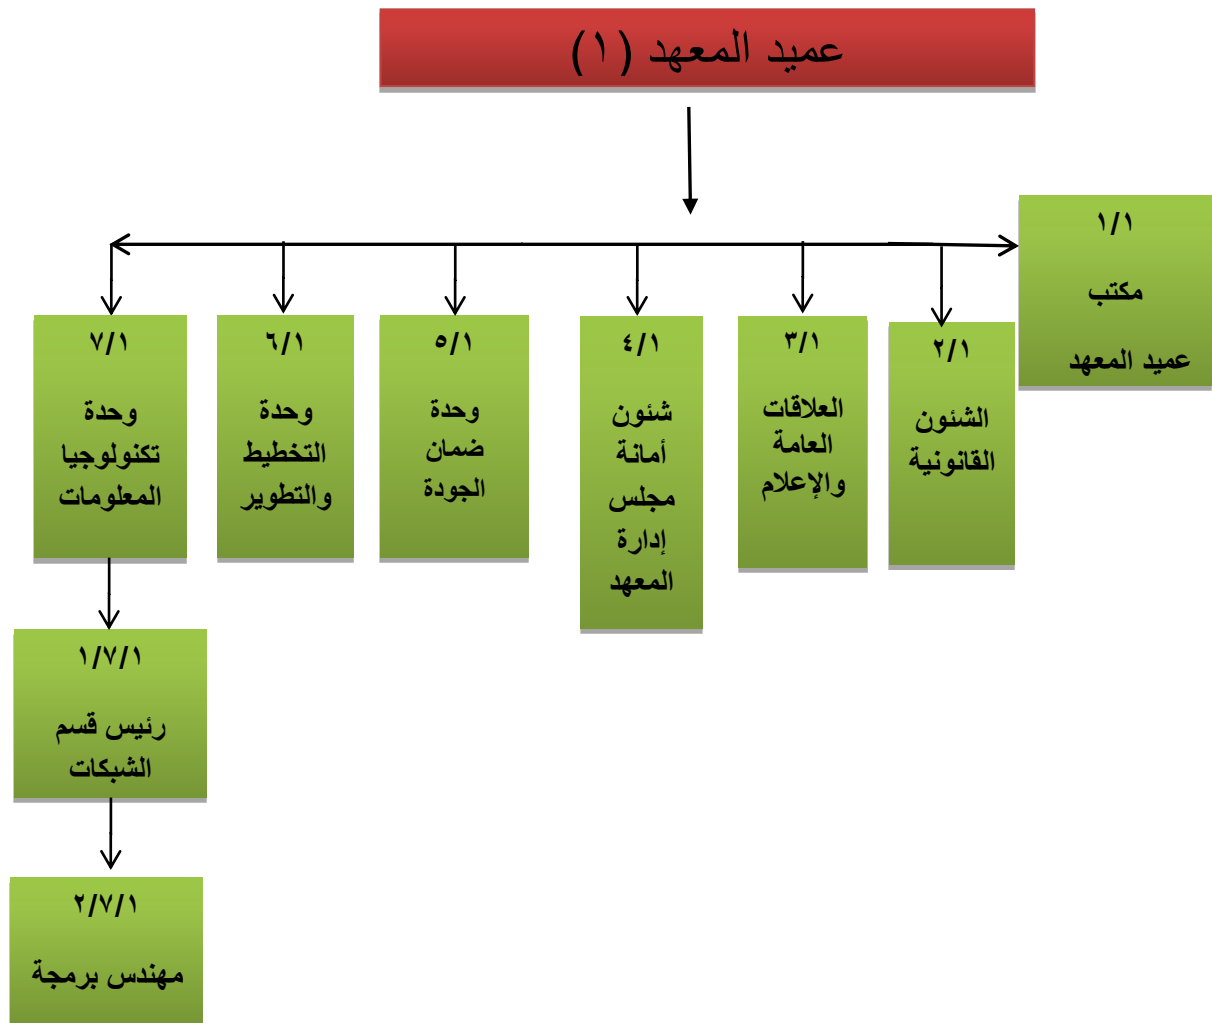 عميد المعهد (١)
١/١
مكتب
عميد المعهد
٢/١
الشئون
القانونية
٣/١
العلاقات
العامة
والإعلام
٤/١
شئون
أمانة
مجلس
إدارة
المعهد
٥/١
وحدة
ضمان
الجودة
٦/١
وحدة
التخطيط
والتطوير
٧/١
وحدة
تكنولوجيا
المعلومات
١/٧/١
رئيس قسم
الشبكات
٢/٧/١
مهندس برمجة